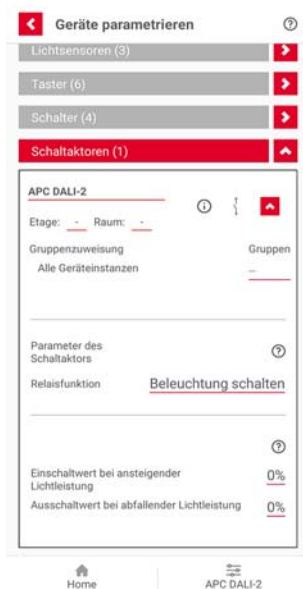 Geräte parametrieren
Lichtsensoren (3)
Taster (6)
Schalter (4)
Schaltaktoren (1)
APC DALI-2
Etage: - Raum: -
Gruppenzuweisung Gruppen
Alle Geräteinstanzen –
Parameter des
Schaltaktors
Relaisfunktion Beleuchtung schalten
Einschaltwert bei ansteigender
Lichtleistung 0%
Ausschaltwert bei abfallender Lichtleistung 0%
Home APC DALI-2